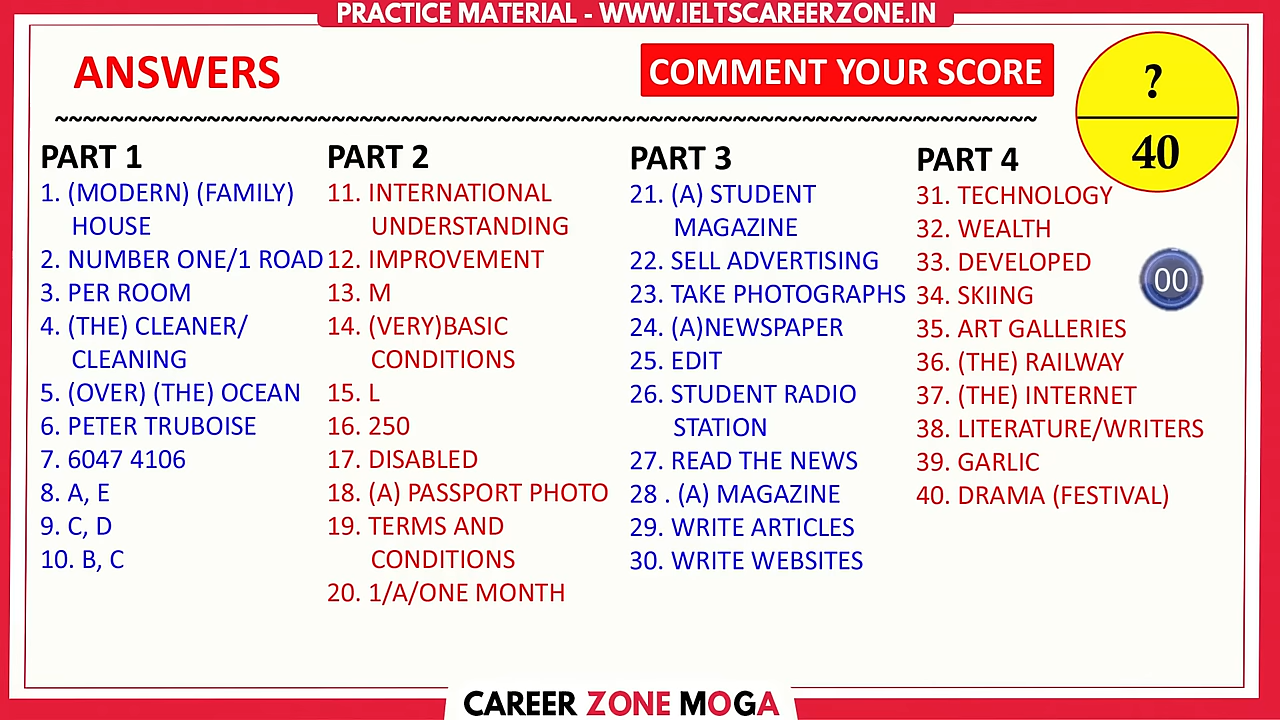 PRACTICE MATERIAL - WWW.IELTSCAREERZONE.IN
ANSWERS
COMMENT YOUR SCORE
?
40
~~~~~~~~~~~~~~~~~~~~~~~~~~~~~~~~~~~~~~~~~~~~~~~~~~~~~~~~~~~~~~~~~~~~~~~
PART 1
1. (MODERN) (FAMILY)
HOUSE
2. NUMBER ONE/1 ROAD
3. PER ROOM
4. (THE) CLEANER/
CLEANING
5. (OVER) (THE) OCEAN
6. PETER TRUBOISE
7. 6047 4106
8. A, E
9. C, D
10. B, C
PART 2
11. INTERNATIONAL
UNDERSTANDING
12. IMPROVEMENT
13. M
14. (VERY)BASIC
CONDITIONS
15. L
16. 250
17. DISABLED
18. (A) PASSPORT PHOTO
19. TERMS AND
CONDITIONS
20. 1/A/ONE MONTH
PART 3
21. (A) STUDENT
MAGAZINE
22. SELL ADVERTISING
23. TAKE PHOTOGRAPHS
24. (A)NEWSPAPER
25. EDIT
26. STUDENT RADIO
STATION
27. READ THE NEWS
28 . (A) MAGAZINE
29. WRITE ARTICLES
30. WRITE WEBSITES
PART 4
31. TECHNOLOGY
32. WEALTH
33. DEVELOPED
34. SKIING
35. ART GALLERIES
36. (THE) RAILWAY
37. (THE) INTERNET
38. LITERATURE/WRITERS
39. GARLIC
40. DRAMA (FESTIVAL)
00
CAREER ZONE MOGA